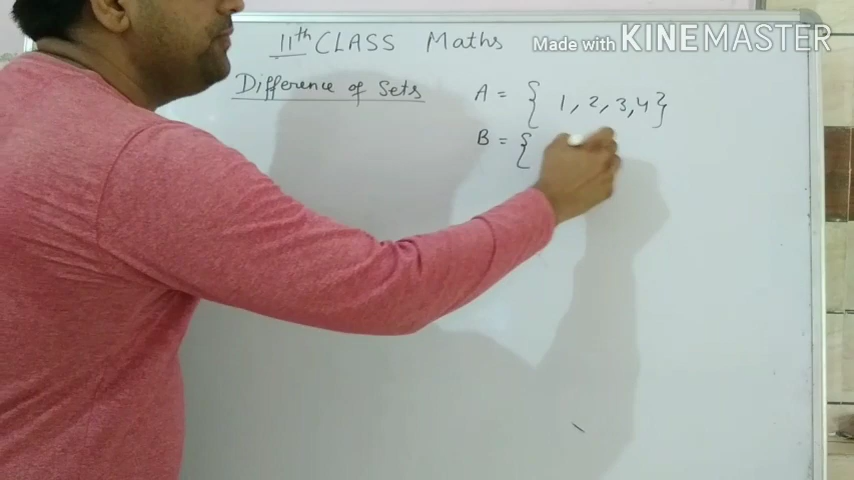 11th CLASS Maths
Made with KINEMASTER
Difference of Sets
A = { 1, 2, 3, 4 }
B = {